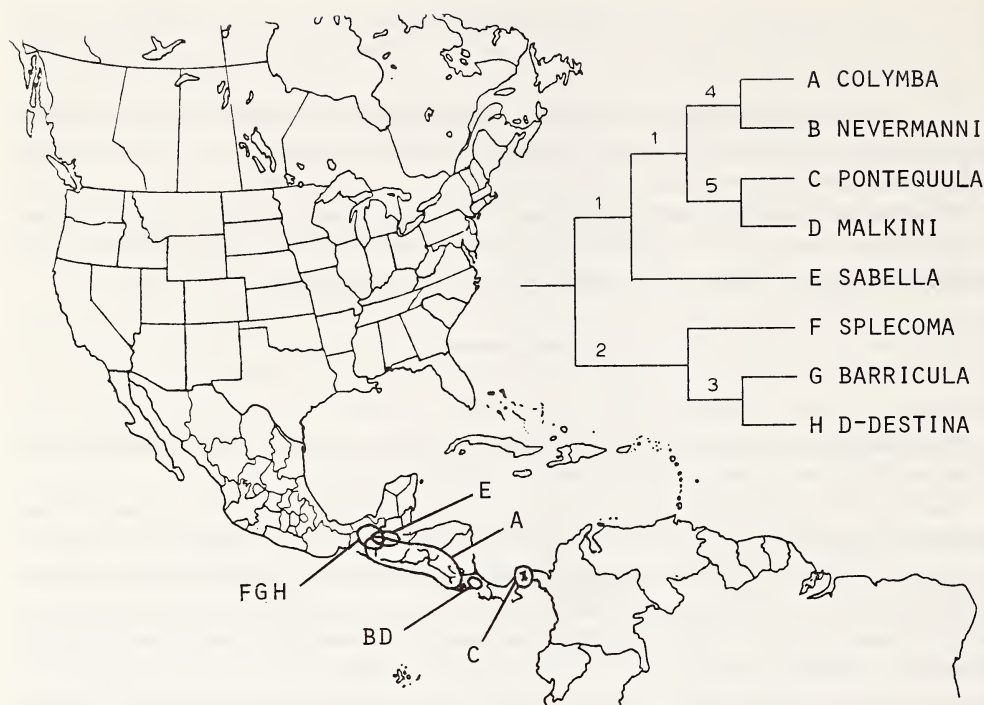 4
A COLYMBA
1
B NEVERMANNI
C PONTEQUULA
1
5
D MALKINI
E SABELLA
F SPLECOMA
2
3
G BARRICULA
H D-DESTINA
E
A
FGH
BD
C